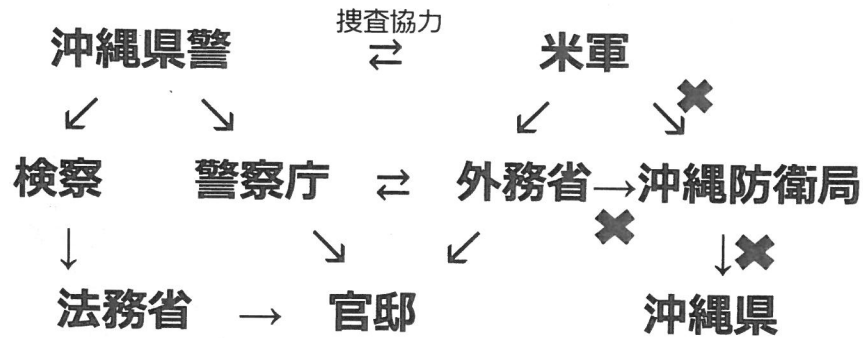 捜査協力
沖縄県警 ⇄ 米軍
↙ ↘ ↙ ↘ ✖
検察 警察庁 ⇄ 外務省 → 沖縄防衛局
✖
↓ ↘ ↙ ↓ ✖
法務省 → 官邸 沖縄県